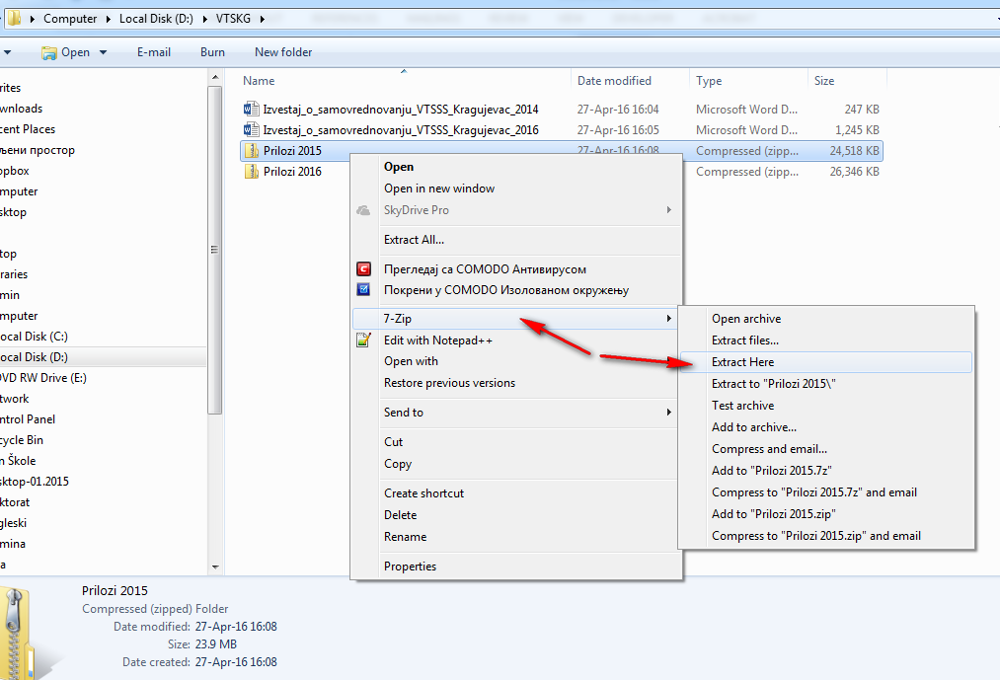 Computer Local Disk (D:) VTSKG
Open E-mail Burn New folder
Name Date modified Type Size
Izvestaj_o_samovrednovanju_VTSSS_Kragujevac_2014 27-Apr-16 16:04 Microsoft Word D... 247 KB
Izvestaj_o_samovrednovanju_VTSSS_Kragujevac_2016 27-Apr-16 16:05 Microsoft Word D... 1,245 KB
Prilozi 2015 27-Apr-16 16:08 Compressed (zipp... 24,518 KB
Prilozi 2016 Compressed (zipp... 26,346 KB
rites
wnloads
cent Places
љени простор
opbox
mputer
sktop
top
raries
min
mputer
ocal Disk (C:)
ocal Disk (D:)
VD RW Drive (E:)
twork
ntrol Panel
cycle Bin
n Škole
sktop-01.2015
ktorat
gleski
mina
a
Open
Open in new window
SkyDrive Pro
Extract All...
Прегледај са COMODO Антивирусом
Покрени у COMODO Изолованом окружењу
7-Zip
Edit with Notepad++
Open with
Restore previous versions
Send to
Cut
Copy
Create shortcut
Delete
Rename
Properties
Open archive
Extract files...
Extract Here
Extract to "Prilozi 2015\"
Test archive
Add to archive...
Compress and email...
Add to "Prilozi 2015.7z"
Compress to "Prilozi 2015.7z" and email
Add to "Prilozi 2015.zip"
Compress to "Prilozi 2015.zip" and email
Prilozi 2015
Compressed (zipped) Folder
Date modified: 27-Apr-16 16:08
Size: 23.9 MB
Date created: 27-Apr-16 16:08